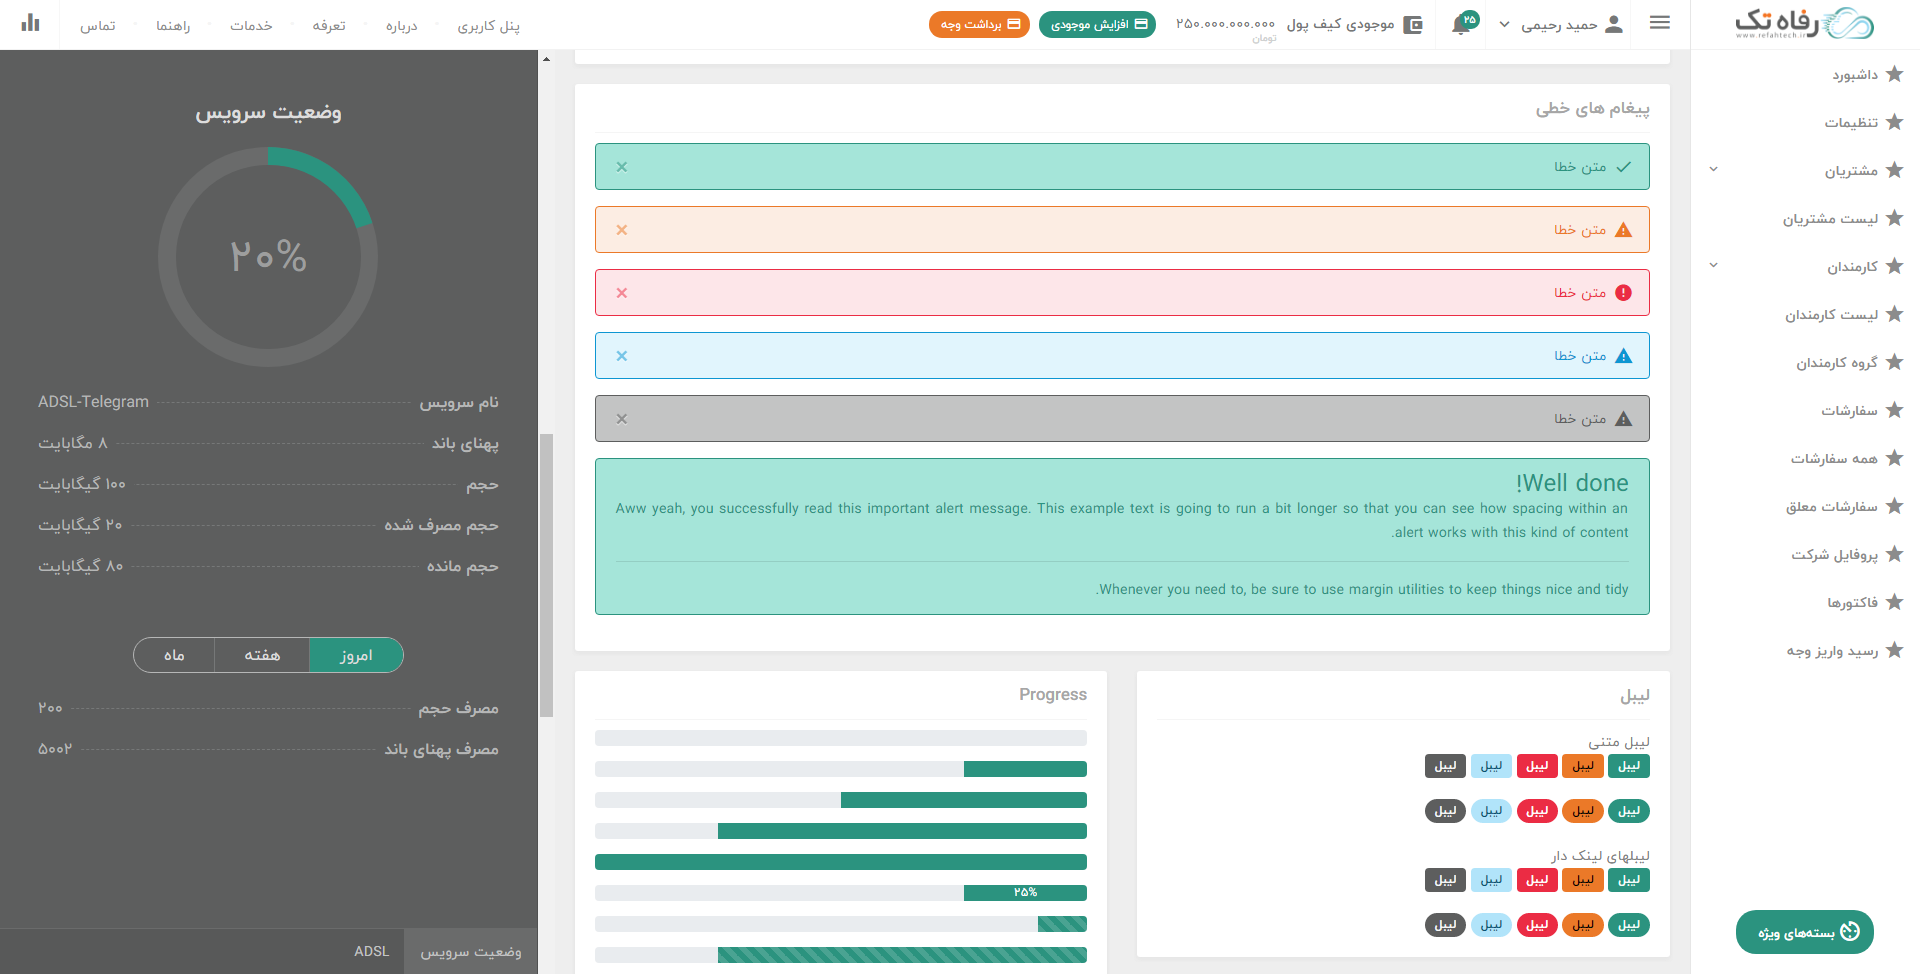 رفاه تک
www.refahtech.ir
حمید رحیمی
۲۵
موجودی کیف پول ۲۵۰.۰۰۰.۰۰۰.۰۰۰
تومان
افزایش موجودی
برداشت وجه
پنل کاربری
درباره
تعرفه
خدمات
راهنما
تماس
داشبورد
تنظیمات
مشتریان
لیست مشتریان
کارمندان
لیست کارمندان
گروه کارمندان
سفارشات
همه سفارشات
سفارشات معلق
پروفایل شرکت
فاکتورها
رسید واریز وجه
بسته‌های ویژه
پیغام های خطی
متن خطا ×
متن خطا ×
متن خطا ×
متن خطا ×
متن خطا ×
!Well done
Aww yeah, you successfully read this important alert message. This example text is going to run a bit longer so that you can see how spacing within an
.alert works with this kind of content
.Whenever you need to, be sure to use margin utilities to keep things nice and tidy
لیبل
لیبل متنی
لیبل لیبل لیبل لیبل لیبل
لیبل لیبل لیبل لیبل لیبل
لیبلهای لینک دار
لیبل لیبل لیبل لیبل لیبل
لیبل لیبل لیبل لیبل لیبل
Progress
۲۵%
وضعیت سرویس
۲۰%
نام سرویس ADSL-Telegram
پهنای باند ۸ مگابایت
حجم ۱۰۰ گیگابایت
حجم مصرف شده ۲۰ گیگابایت
حجم مانده ۸۰ گیگابایت
امروز هفته ماه
مصرف حجم ۲۰۰
مصرف پهنای باند ۵۰۰۲
وضعیت سرویس ADSL